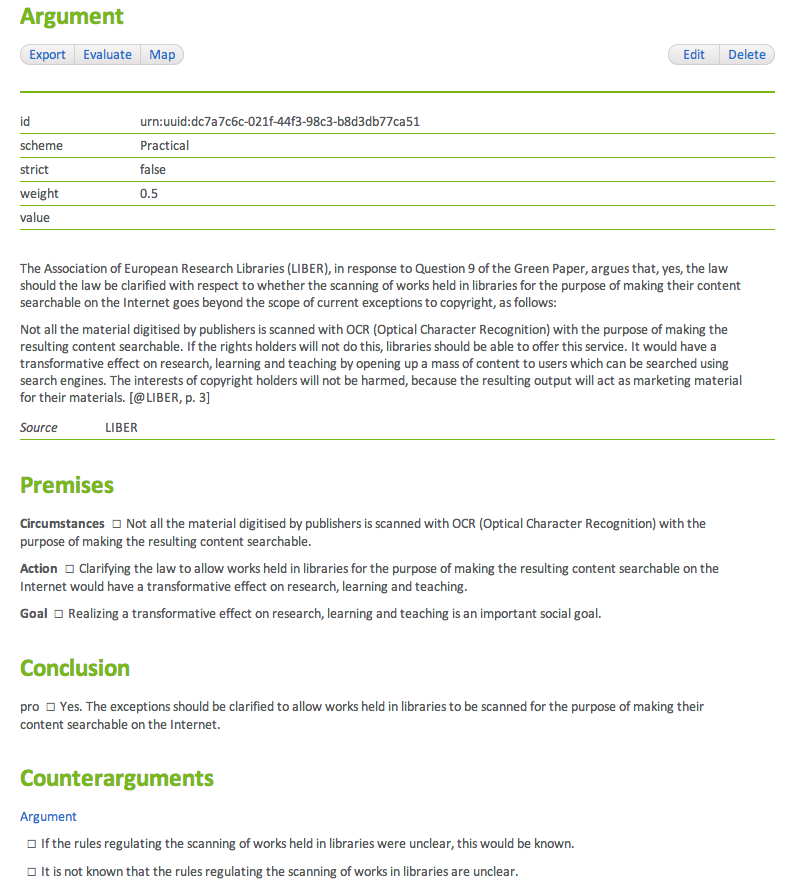 Argument
Export Evaluate Map Edit Delete
id urn:uuid:dc7a7c6c-021f-44f3-98c3-b8d3db77ca51
scheme Practical
strict false
weight 0.5
value
The Association of European Research Libraries (LIBER), in response to Question 9 of the Green Paper, argues that, yes, the law
should the law be clarified with respect to whether the scanning of works held in libraries for the purpose of making their content
searchable on the Internet goes beyond the scope of current exceptions to copyright, as follows:
Not all the material digitised by publishers is scanned with OCR (Optical Character Recognition) with the purpose of making the
resulting content searchable. If the rights holders will not do this, libraries should be able to offer this service. It would have a
transformative effect on research, learning and teaching by opening up a mass of content to users which can be searched using
search engines. The interests of copyright holders will not be harmed, because the resulting output will act as marketing material
for their materials. [@LIBER, p. 3]
Source LIBER
Premises
Circumstances ☐ Not all the material digitised by publishers is scanned with OCR (Optical Character Recognition) with the
purpose of making the resulting content searchable.
Action ☐ Clarifying the law to allow works held in libraries for the purpose of making the resulting content searchable on the
Internet would have a transformative effect on research, learning and teaching.
Goal ☐ Realizing a transformative effect on research, learning and teaching is an important social goal.
Conclusion
pro ☐ Yes. The exceptions should be clarified to allow works held in libraries to be scanned for the purpose of making their
content searchable on the Internet.
Counterarguments
Argument
☐ If the rules regulating the scanning of works held in libraries were unclear, this would be known.
☐ It is not known that the rules regulating the scanning of works in libraries are unclear.